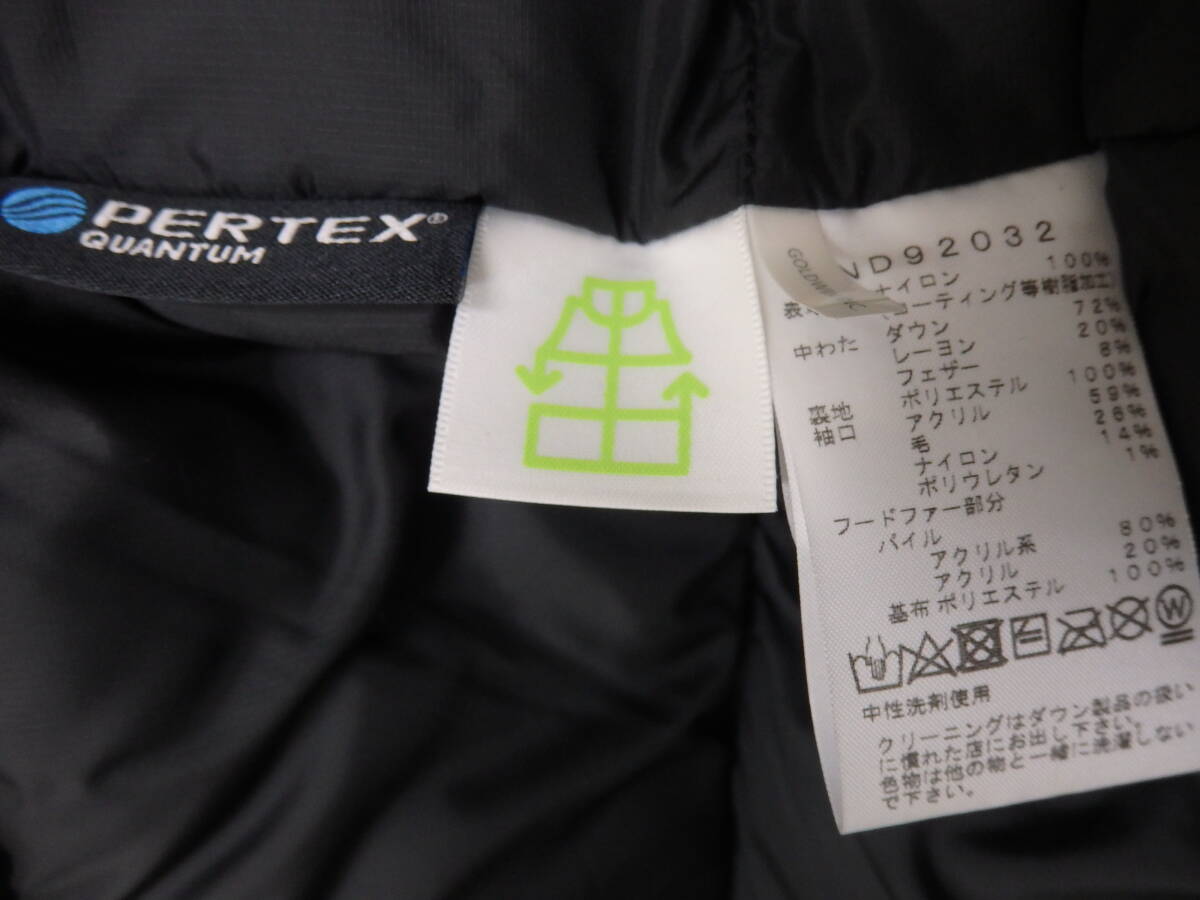 PERTEX®
QUANTUM
GOLDWIN
ND92032
ナイロン 100%
(コーティング等樹脂加工)
中わた ダウン 72%
レーヨン 20%
フェザー 8%
裏地 ポリエステル 100%
袖口 アクリル 59%
毛 26%
ナイロン 14%
ポリウレタン 1%
フードファー部分
パイル
アクリル系 80%
アクリル 20%
基布 ポリエステル 100%
W
中性洗剤使用
クリーニングはダウン製品の扱い
に慣れた店にお出し下さい。
色物は他の物と一緒に洗濯しない
で下さい。